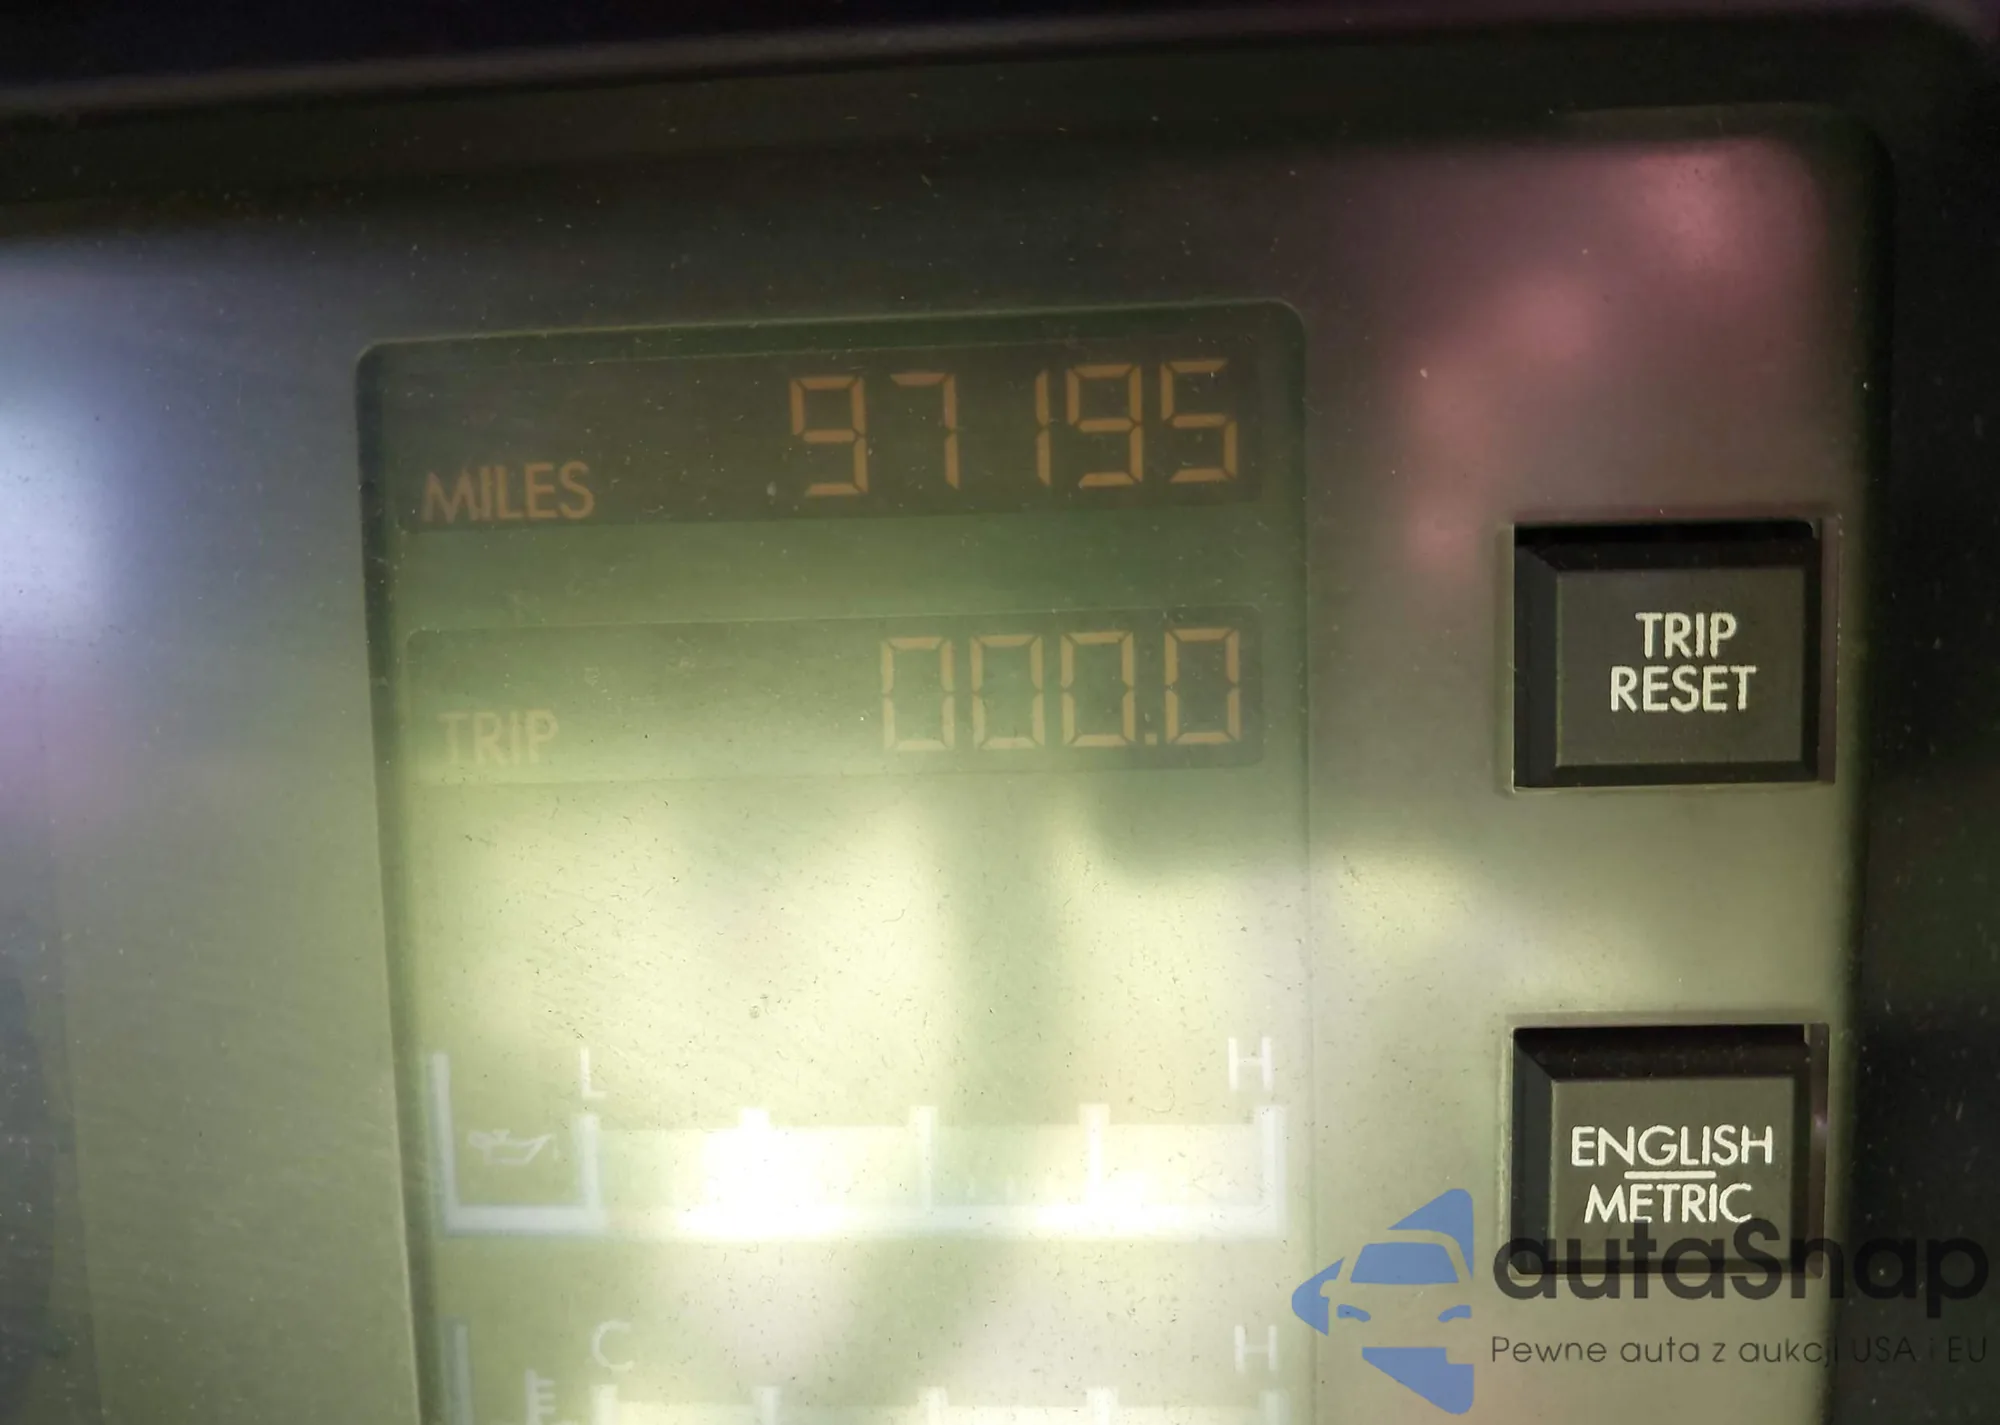 MILES 97195
TRIP 000.0
TRIP
RESET
L H
ENGLISH
METRIC
autaSnap
Pewne auta z aukcji USA i EU
C H